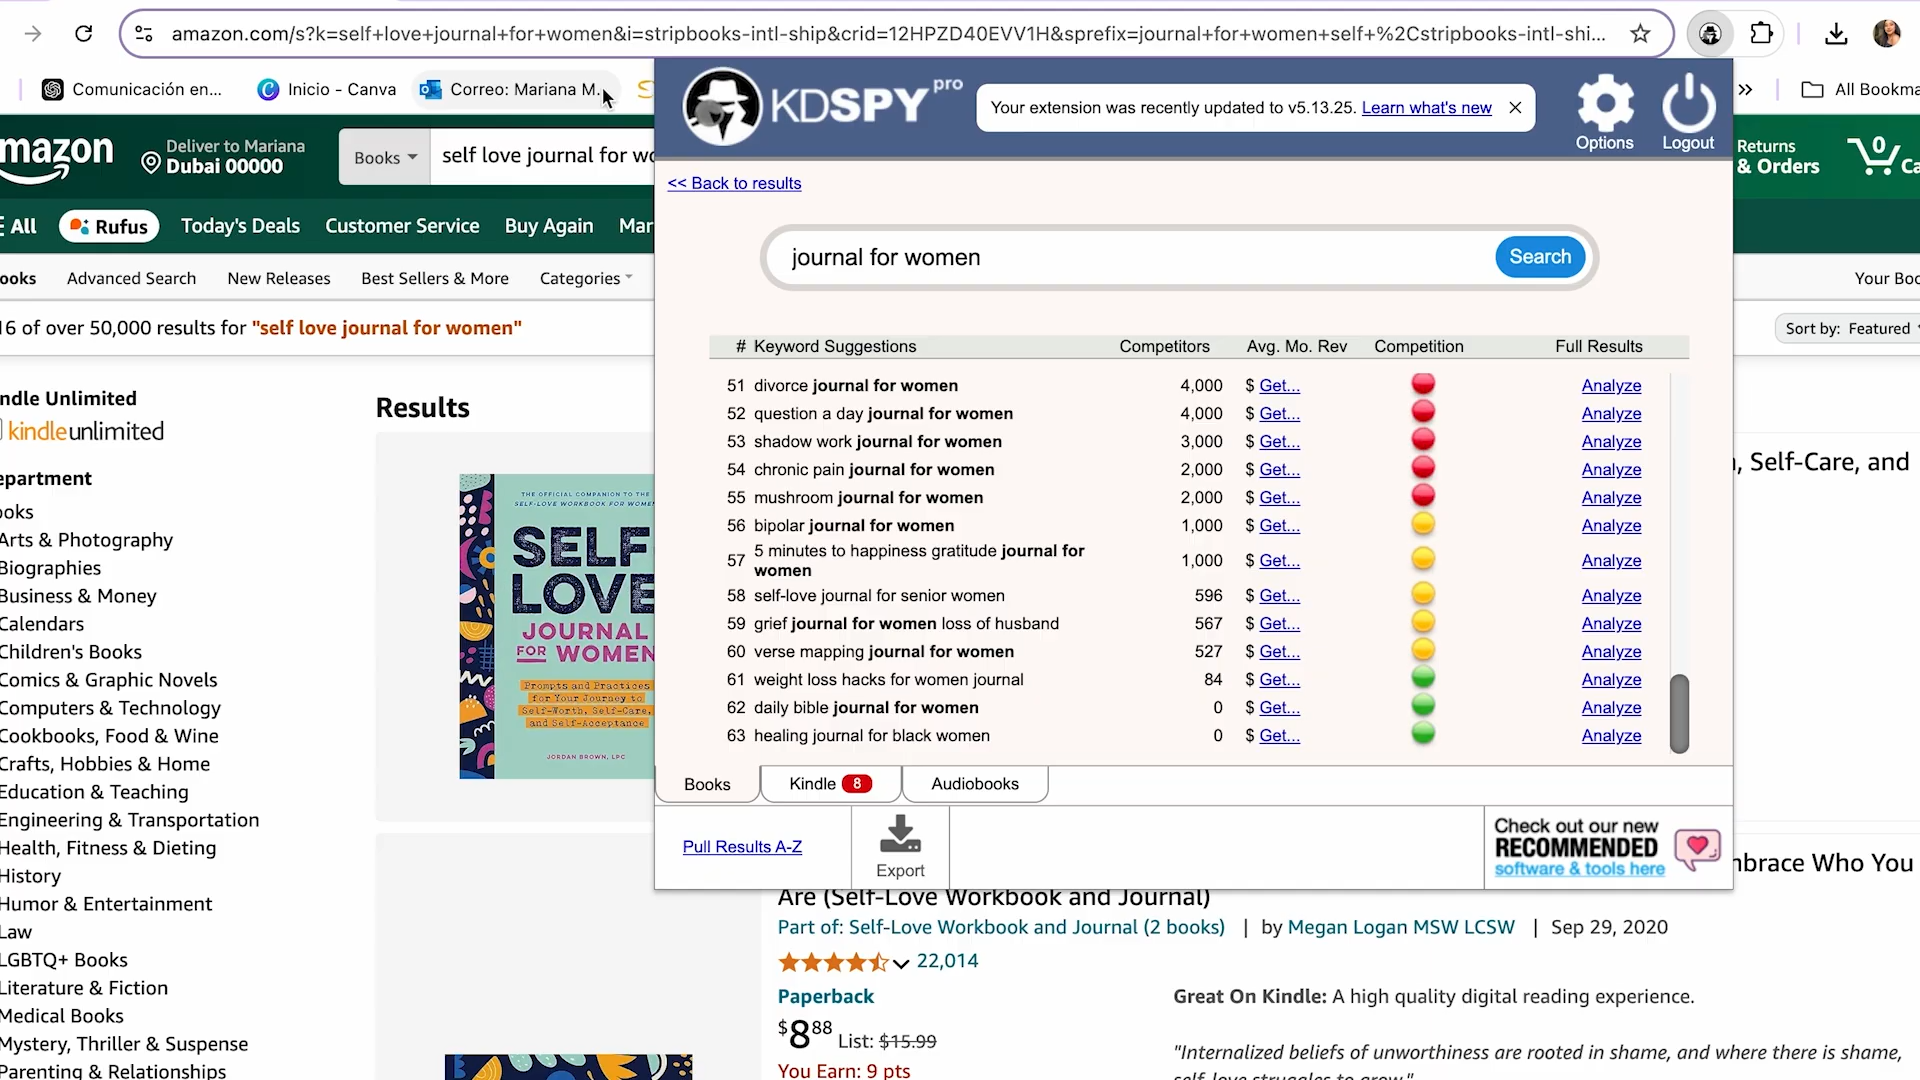 amazon.com/s?k=self+love+journal+for+women&i=stripbooks-intl-ship&crid=12HPZD40EVV1H&sprefix=journal+for+women+self+%2Cstripbooks-intl-shi...
Comunicación en...
Inicio - Canva
Correo: Mariana M...
All Bookma
mazon
Deliver to Mariana
Dubai 00000
Books
self love journal for wo
Returns
& Orders
0
Ca
All
Rufus
Today's Deals
Customer Service
Buy Again
Mar
ooks
Advanced Search
New Releases
Best Sellers & More
Categories
Your Boo
16 of over 50,000 results for "self love journal for women"
Sort by: Featured
KDSPY pro
Your extension was recently updated to v5.13.25. Learn what's new
Options
Logout
<< Back to results
journal for women
Search
# Keyword Suggestions Competitors Avg. Mo. Rev Competition Full Results
51 divorce journal for women 4,000 $ Get... Analyze
52 question a day journal for women 4,000 $ Get... Analyze
53 shadow work journal for women 3,000 $ Get... Analyze
54 chronic pain journal for women 2,000 $ Get... Analyze
55 mushroom journal for women 2,000 $ Get... Analyze
56 bipolar journal for women 1,000 $ Get... Analyze
57 5 minutes to happiness gratitude journal for
women 1,000 $ Get... Analyze
58 self-love journal for senior women 596 $ Get... Analyze
59 grief journal for women loss of husband 567 $ Get... Analyze
60 verse mapping journal for women 527 $ Get... Analyze
61 weight loss hacks for women journal 84 $ Get... Analyze
62 daily bible journal for women 0 $ Get... Analyze
63 healing journal for black women 0 $ Get... Analyze
Books
Kindle 8
Audiobooks
Pull Results A-Z
Export
Check out our new
RECOMMENDED
software & tools here
ndle Unlimited
kindleunlimited
epartment
ooks
Arts & Photography
Biographies
Business & Money
Calendars
Children's Books
Comics & Graphic Novels
Computers & Technology
Cookbooks, Food & Wine
Crafts, Hobbies & Home
Education & Teaching
Engineering & Transportation
Health, Fitness & Dieting
History
Humor & Entertainment
Law
LGBTQ+ Books
Literature & Fiction
Medical Books
Mystery, Thriller & Suspense
Parenting & Relationships
Results
THE OFFICIAL COMPANION TO THE
SELF-LOVE WORKBOOK FOR WOMEN
SELF
LOVE
JOURNAL
FOR WOMEN
Prompts and Practices
for Your Journey to
Self-Worth, Self-Care,
and Self-Acceptance
JORDAN BROWN, LPC
, Self-Care, and
mbrace Who You
Are (Self-Love Workbook and Journal)
Part of: Self-Love Workbook and Journal (2 books) | by Megan Logan MSW LCSW | Sep 29, 2020
22,014
Paperback
$8 88 List: $15.99
You Earn: 9 pts
Great On Kindle: A high quality digital reading experience.
"Internalized beliefs of unworthiness are rooted in shame, and where there is shame,
self-love struggles to grow."